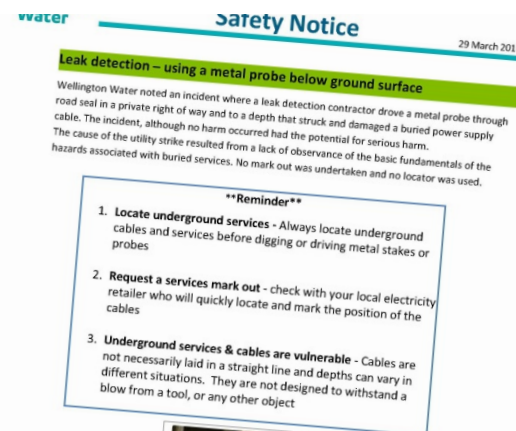 Water
Safety Notice
29 March 201
Leak detection – using a metal probe below ground surface
Wellington Water noted an incident where a leak detection contractor drove a metal probe through
road seal in a private right of way and to a depth that struck and damaged a buried power supply
cable. The incident, although no harm occurred had the potential for serious harm.
The cause of the utility strike resulted from a lack of observance of the basic fundamentals of the
hazards associated with buried services. No mark out was undertaken and no locator was used.
**Reminder**
1. Locate underground services - Always locate underground
cables and services before digging or driving metal stakes or
probes
2. Request a services mark out - check with your local electricity
retailer who will quickly locate and mark the position of the
cables
3. Underground services & cables are vulnerable - Cables are
not necessarily laid in a straight line and depths can vary in
different situations. They are not designed to withstand a
blow from a tool, or any other object